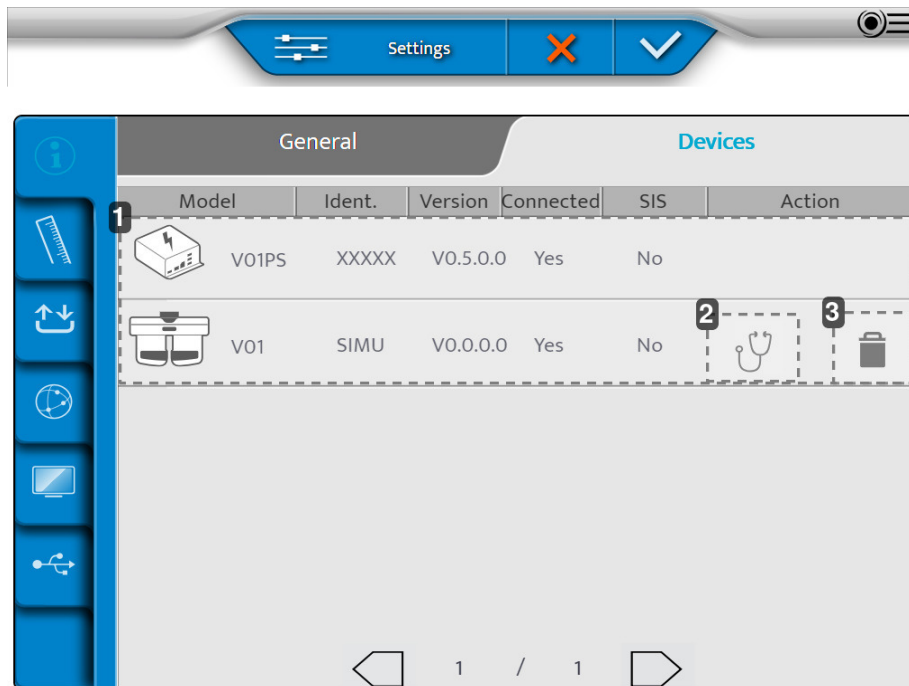 Settings
General Devices
Model Ident. Version Connected SIS Action
1
V01PS XXXXX V0.5.0.0 Yes No
2 3
V01 SIMU V0.0.0.0 Yes No
1 / 1